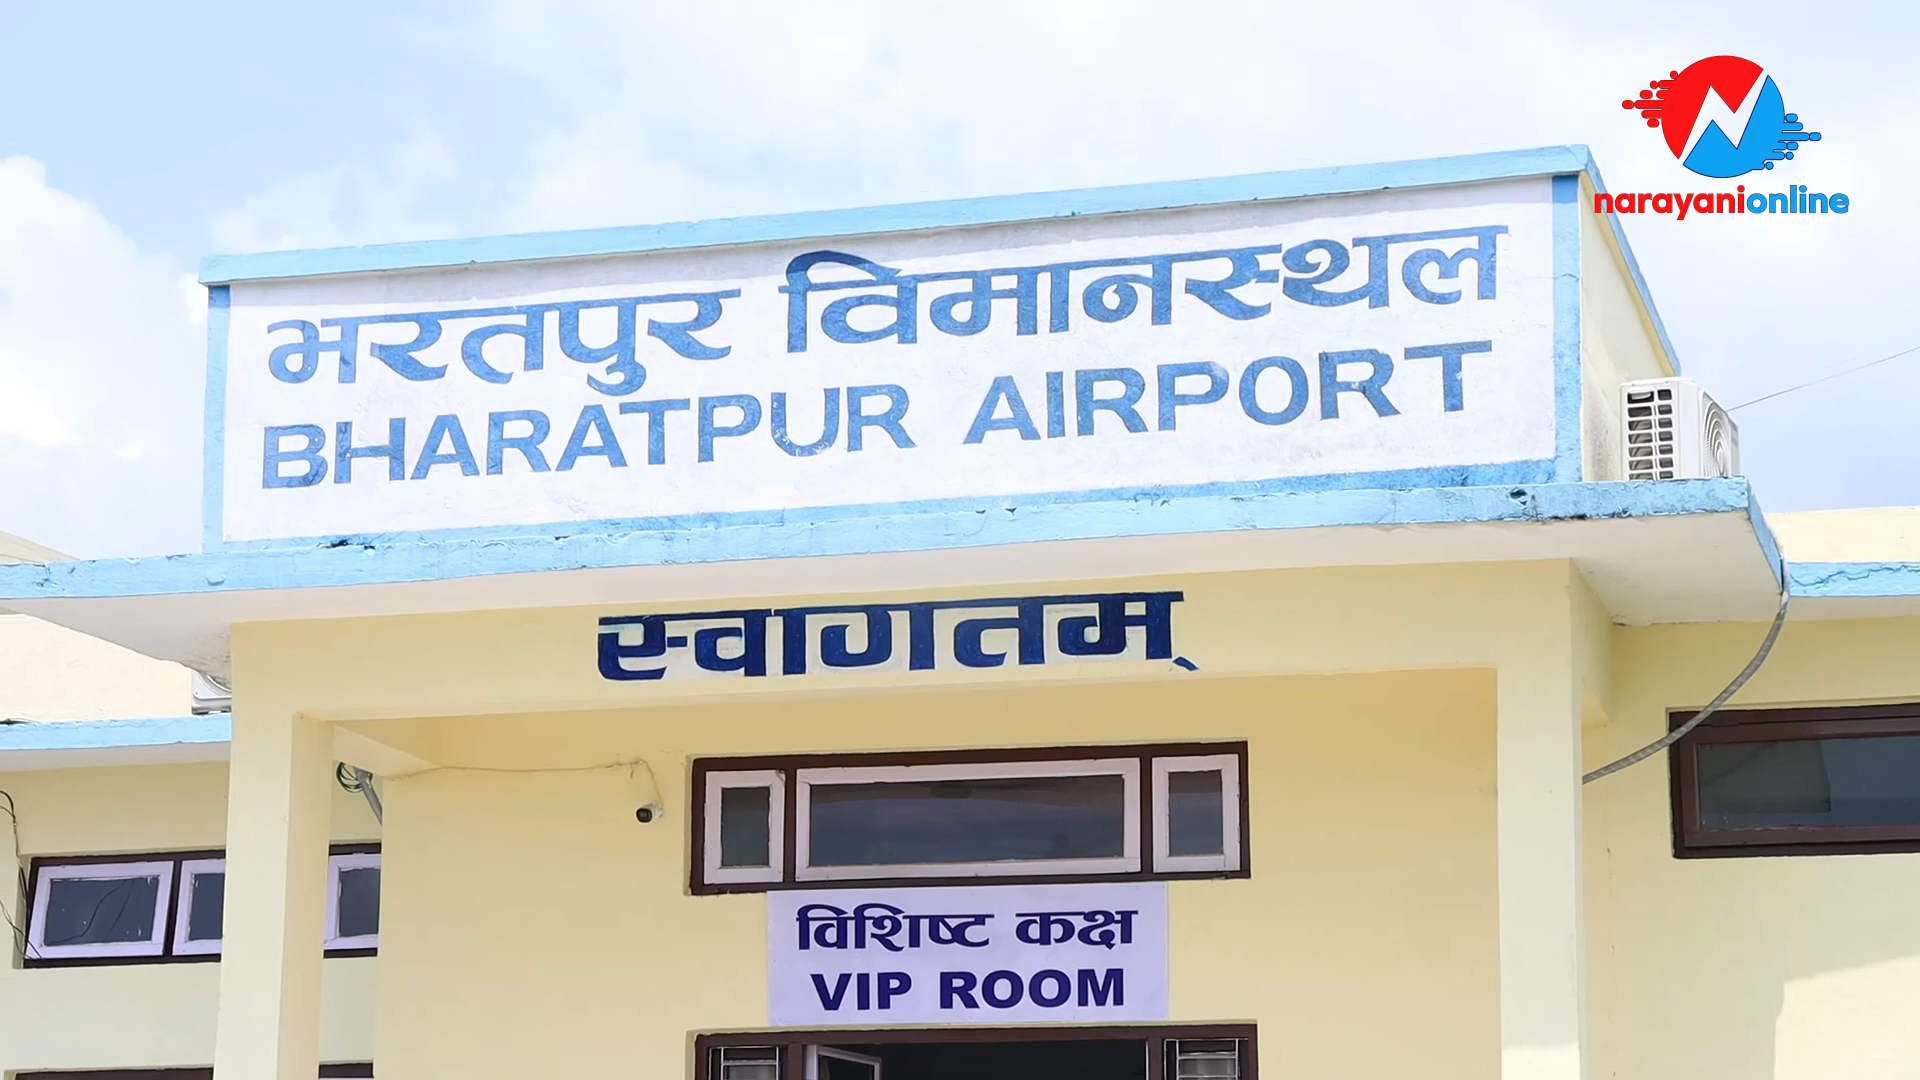 narayanionline
भरतपुर विमानस्थल
BHARATPUR AIRPORT
स्वागतम्
विशिष्ट कक्ष
VIP ROOM